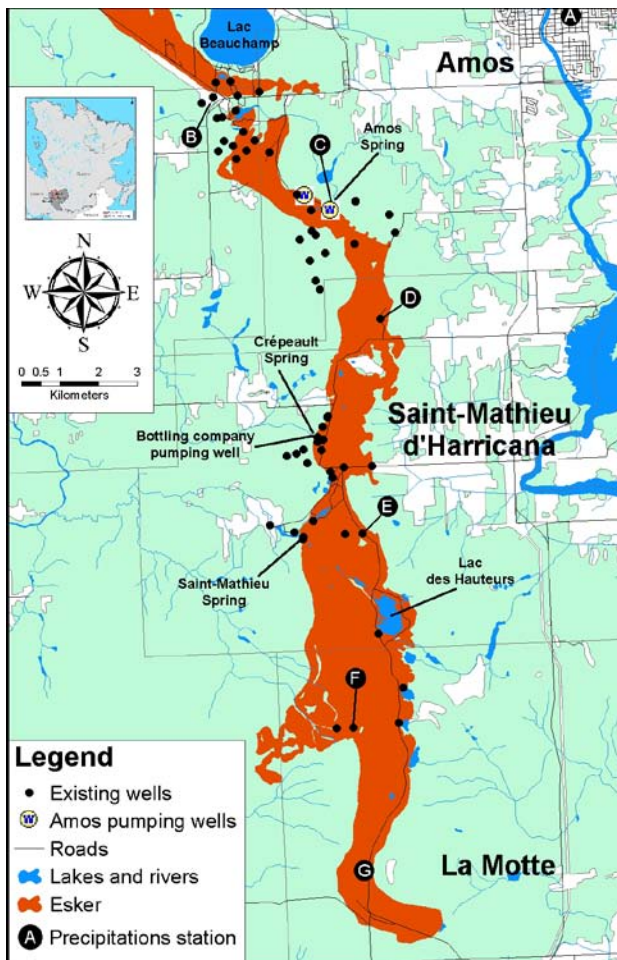 A
Lac
Beauchamp
Amos
B
C
Amos
Spring
W
W
N
W E
S
0 0.5 1 2 3
Kilometers
D
Crépeault
Spring
Bottling company
pumping well
Saint-Mathieu
d'Harricana
E
Saint-Mathieu
Spring
Lac
des Hauteurs
F
Legend
Existing wells
W Amos pumping wells
Roads
Lakes and rivers
Esker
A Precipitations station
G
La Motte